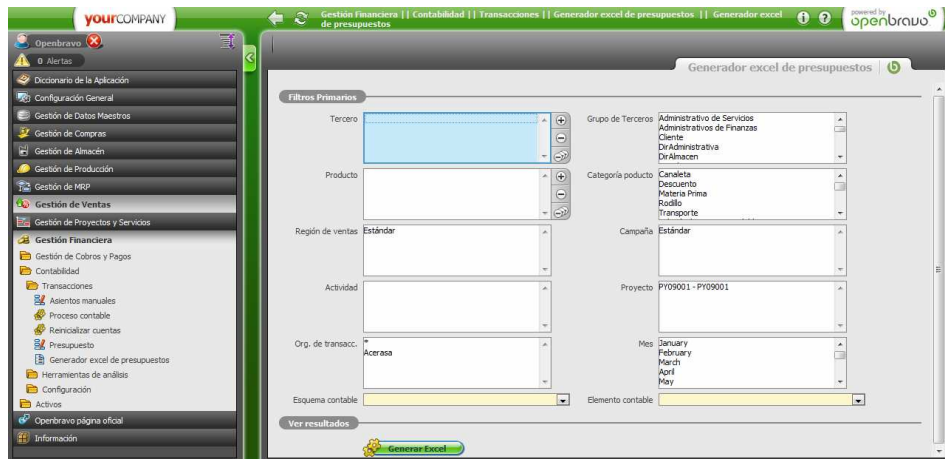 yourCOMPANY
Gestión Financiera || Contabilidad || Transacciones || Generador excel de presupuestos || Generador excel
de presupuestos
powered by
openbravo
Openbravo
0 Alertas
Diccionario de la Aplicación
Configuración General
Gestión de Datos Maestros
Gestión de Compras
Gestión de Almacén
Gestión de Producción
Gestión de MRP
Gestión de Ventas
Gestión de Proyectos y Servicios
Gestión Financiera
Gestión de Cobros y Pagos
Contabilidad
Transacciones
Asientos manuales
Proceso contable
Reinicializar cuentas
Presupuesto
Generador excel de presupuestos
Herramientas de análisis
Configuración
Activos
Openbravo página oficial
Información
Generador excel de presupuestos
Filtros Primarios
Tercero
Grupo de Terceros
Administrativo de Servicios
Administrativos de Finanzas
Cliente
DirAdministrativa
DirAlmacen
Producto
Categoría poducto
Canaleta
Descuento
Materia Prima
Rodillo
Transporte
Región de ventas
Estándar
Campaña
Estándar
Actividad
Proyecto
PY09001 - PY09001
Org. de transacc.
*
Acerasa
Mes
January
February
March
April
May
Esquema contable
Elemento contable
Ver resultados
Generar Excel